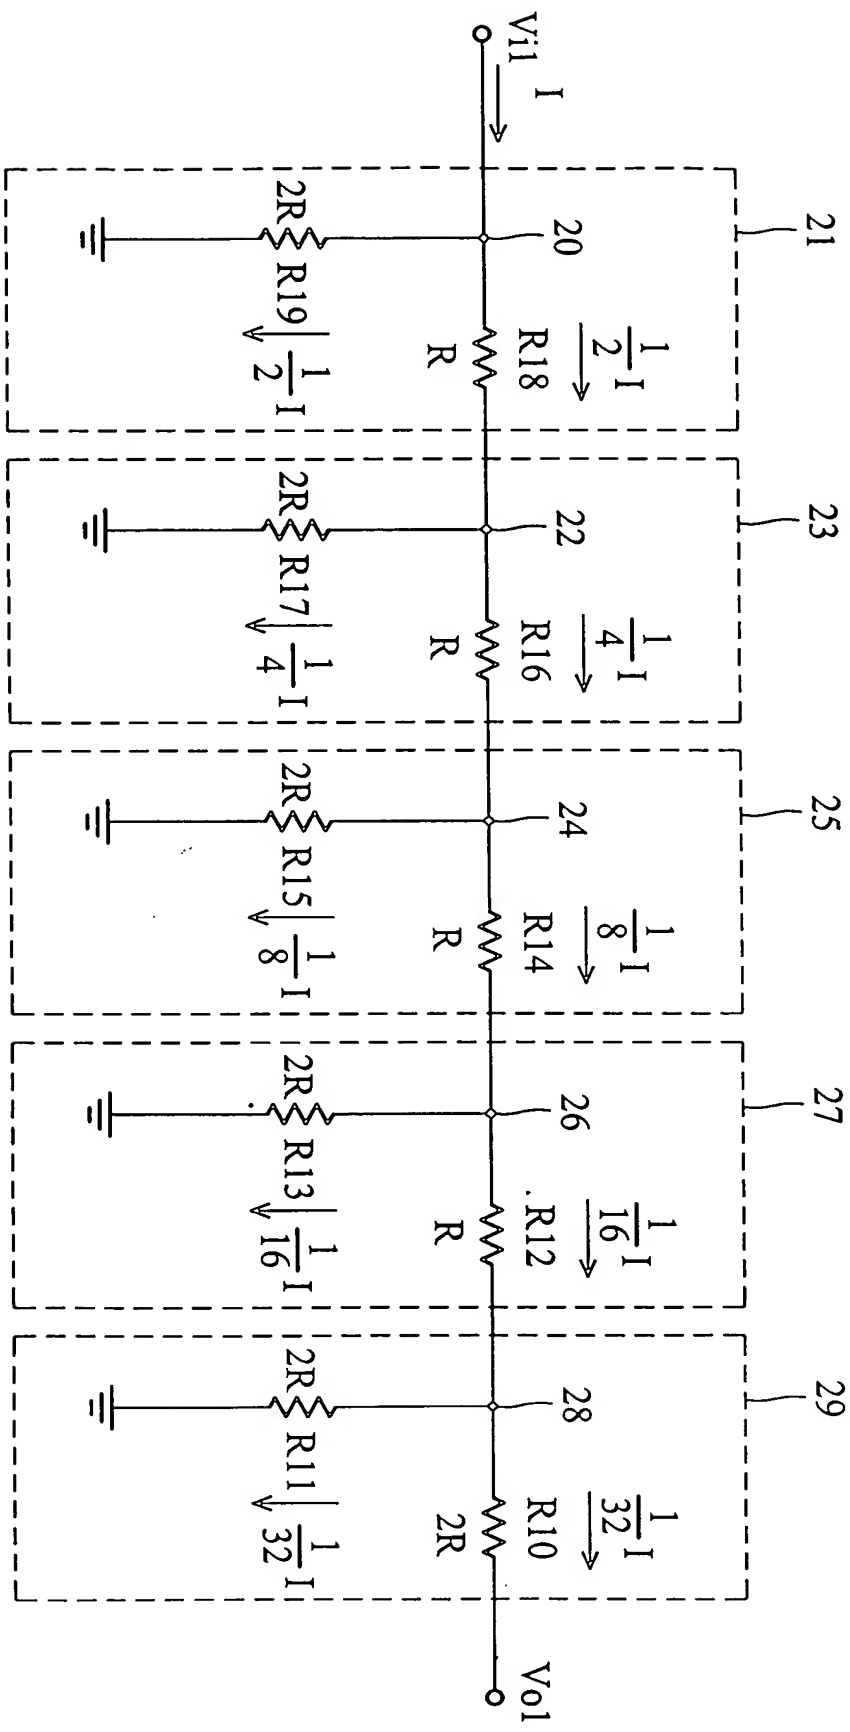 21
23
25
27
29
Vi1
I
20
1/2 I
R18
R
2R
R19
1/2 I
22
1/4 I
R16
R
2R
R17
1/4 I
24
1/8 I
R14
R
2R
R15
1/8 I
26
1/16 I
R12
R
2R
R13
1/16 I
28
1/32 I
R10
2R
2R
R11
1/32 I
Vo1